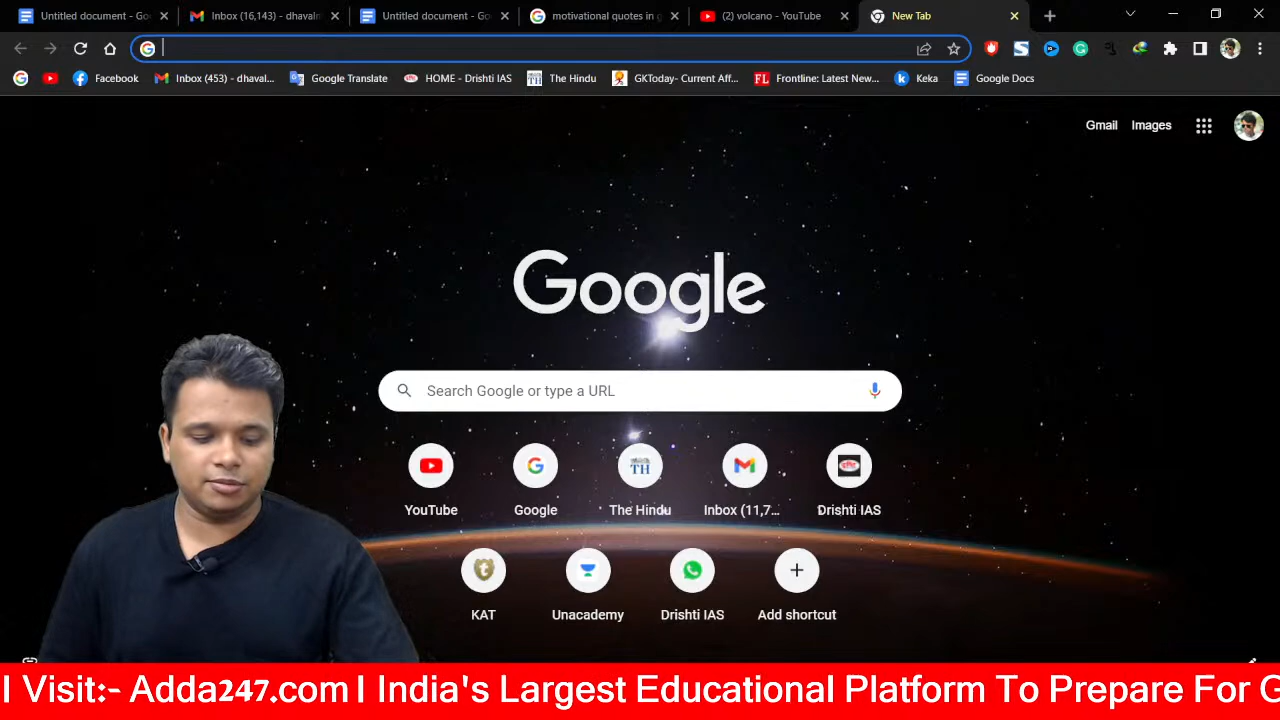 Untitled document - Go
Inbox (16,143) - dhavaln
Untitled document - Go
motivational quotes in g
(2) volcano - YouTube
New Tab
Facebook
Inbox (453) - dhaval...
Google Translate
HOME - Drishti IAS
The Hindu
GKToday- Current Aff...
Frontline: Latest New...
Keka
Google Docs
Gmail
Images
Google
Search Google or type a URL
YouTube
Google
The Hindu
Inbox (11,7...
Drishti IAS
KAT
Unacademy
Drishti IAS
Add shortcut
I Visit:- Adda247.com I India's Largest Educational Platform To Prepare For G